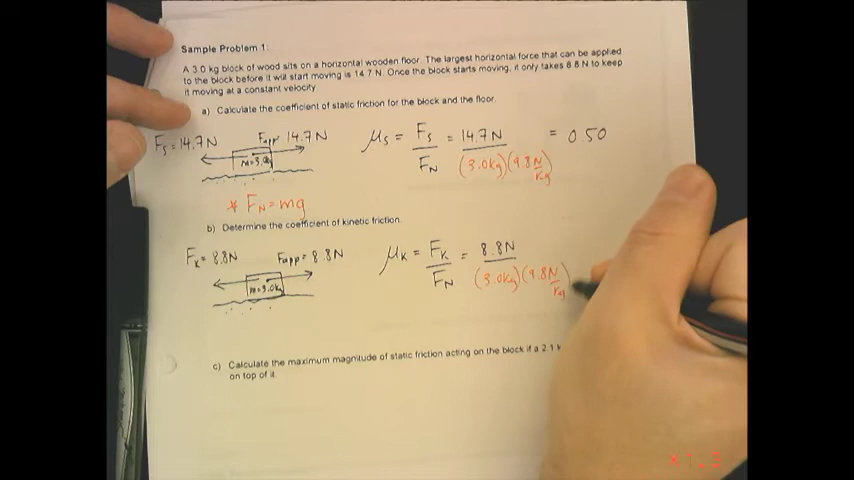 Sample Problem 1:
A 3.0 kg block of wood sits on a horizontal wooden floor. The largest horizontal force that can be applied
to the block before it will start moving is 14.7 N. Once the block starts moving, it only takes 8.8 N to keep
it moving at a constant velocity
a) Calculate the coefficient of static friction for the block and the floor.
Fs = 14.7N Fapp 14.7N
m=3.0kg
μs = Fs/FN = 14.7N/(3.0kg)(9.8 N/kg) = 0.50
* FN = mg
b) Determine the coefficient of kinetic friction
FK = 8.8N Fapp = 8.8N
m=3.0kg
μK = FK/FN = 8.8N/(3.0kg)(9.8 N/kg)
c) Calculate the maximum magnitude of static friction acting on the block if a 2.1
on top of it.
x1.3